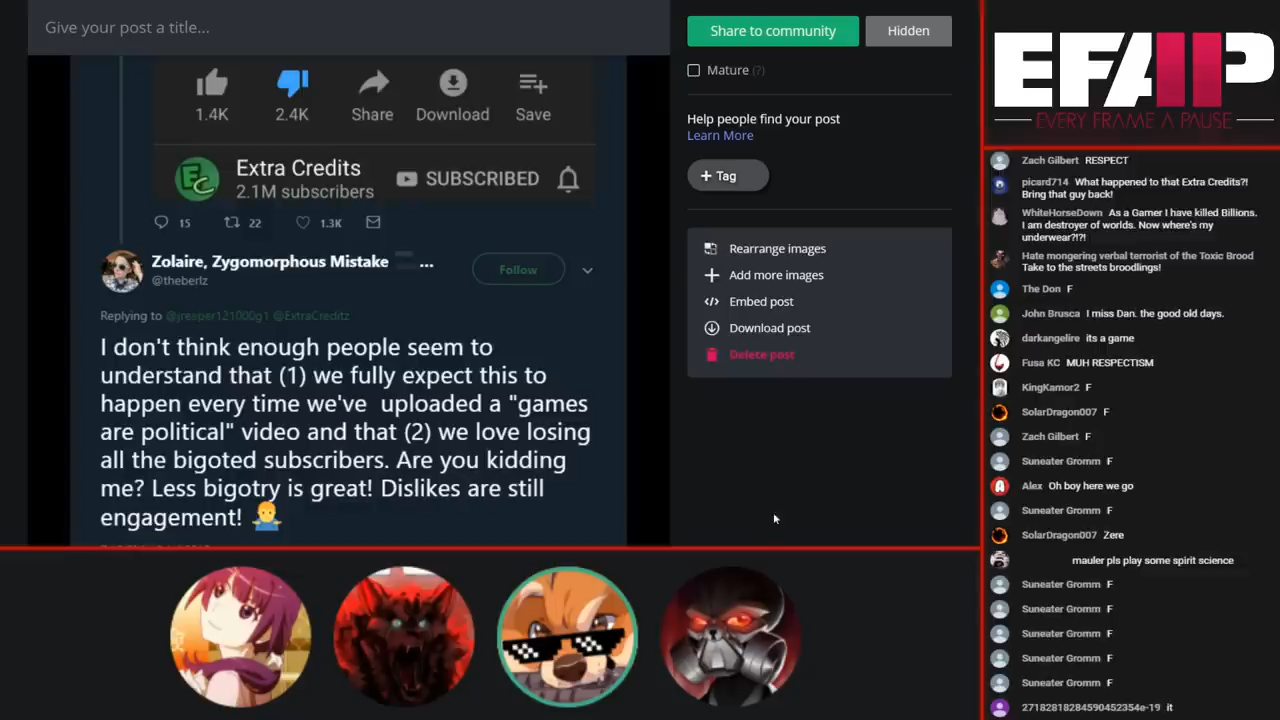 Give your post a title...
1.4K
2.4K
Share
Download
Save
Extra Credits
2.1M subscribers
SUBSCRIBED
15
22
1.3K
Zolaire, Zygomorphous Mistake ...
@theberlz
Follow
Replying to @jresper121000g1 @ExtraCreditz
I don't think enough people seem to
understand that (1) we fully expect this to
happen every time we've uploaded a "games
are political" video and that (2) we love losing
all the bigoted subscribers. Are you kidding
me? Less bigotry is great! Dislikes are still
engagement!
Share to community
Hidden
Mature (?)
Help people find your post
Learn More
+ Tag
Rearrange images
Add more images
Embed post
Download post
Delete post
EFAP
EVERY FRAME A PAUSE
Zach Gilbert RESPECT
picard714 What happened to that Extra Credits?!
Bring that guy back!
WhiteHorseDown As a Gamer I have killed Billions.
I am destroyer of worlds. Now where's my
underwear?!?!
Hate mongering verbal terrorist of the Toxic Brood
Take to the streets broodlings!
The Don F
John Brusca I miss Dan. the good old days.
darkangelire its a game
Fusa KC MUH RESPECTISM
KingKamor2 F
SolarDragon007 F
Zach Gilbert F
Suneater Gromm F
Alex Oh boy here we go
Suneater Gromm F
SolarDragon007 Zere
mauler pls play some spirit science
Suneater Gromm F
Suneater Gromm F
Suneater Gromm F
Suneater Gromm F
Suneater Gromm F
27182818284590452354e-19 it